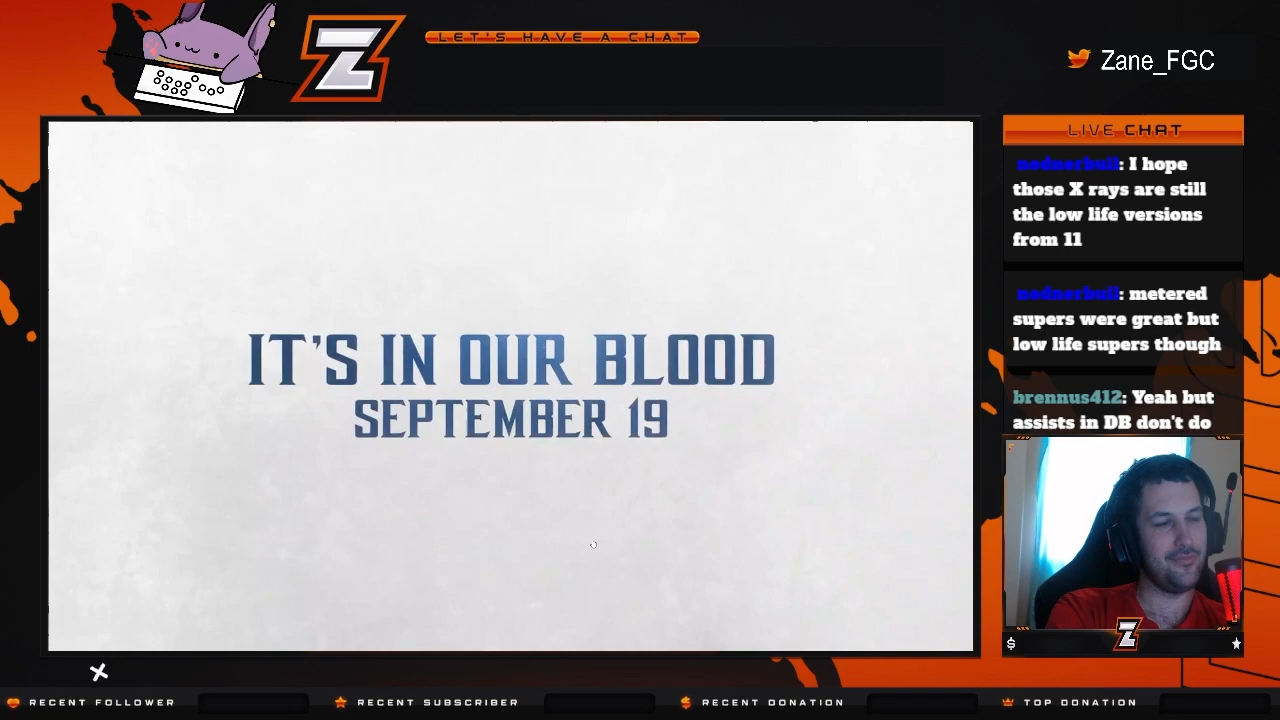 LET'S HAVE A CHAT
Z
Zane_FGC
LIVE CHAT
nodnerbuil: I hope
those X rays are still
the low life versions
from 11
nodnerbuil: metered
supers were great but
low life supers though
brennus412: Yeah but
assists in DB don't do
IT'S IN OUR BLOOD
SEPTEMBER 19
Z
RECENT FOLLOWER
RECENT SUBSCRIBER
RECENT DONATION
TOP DONATION